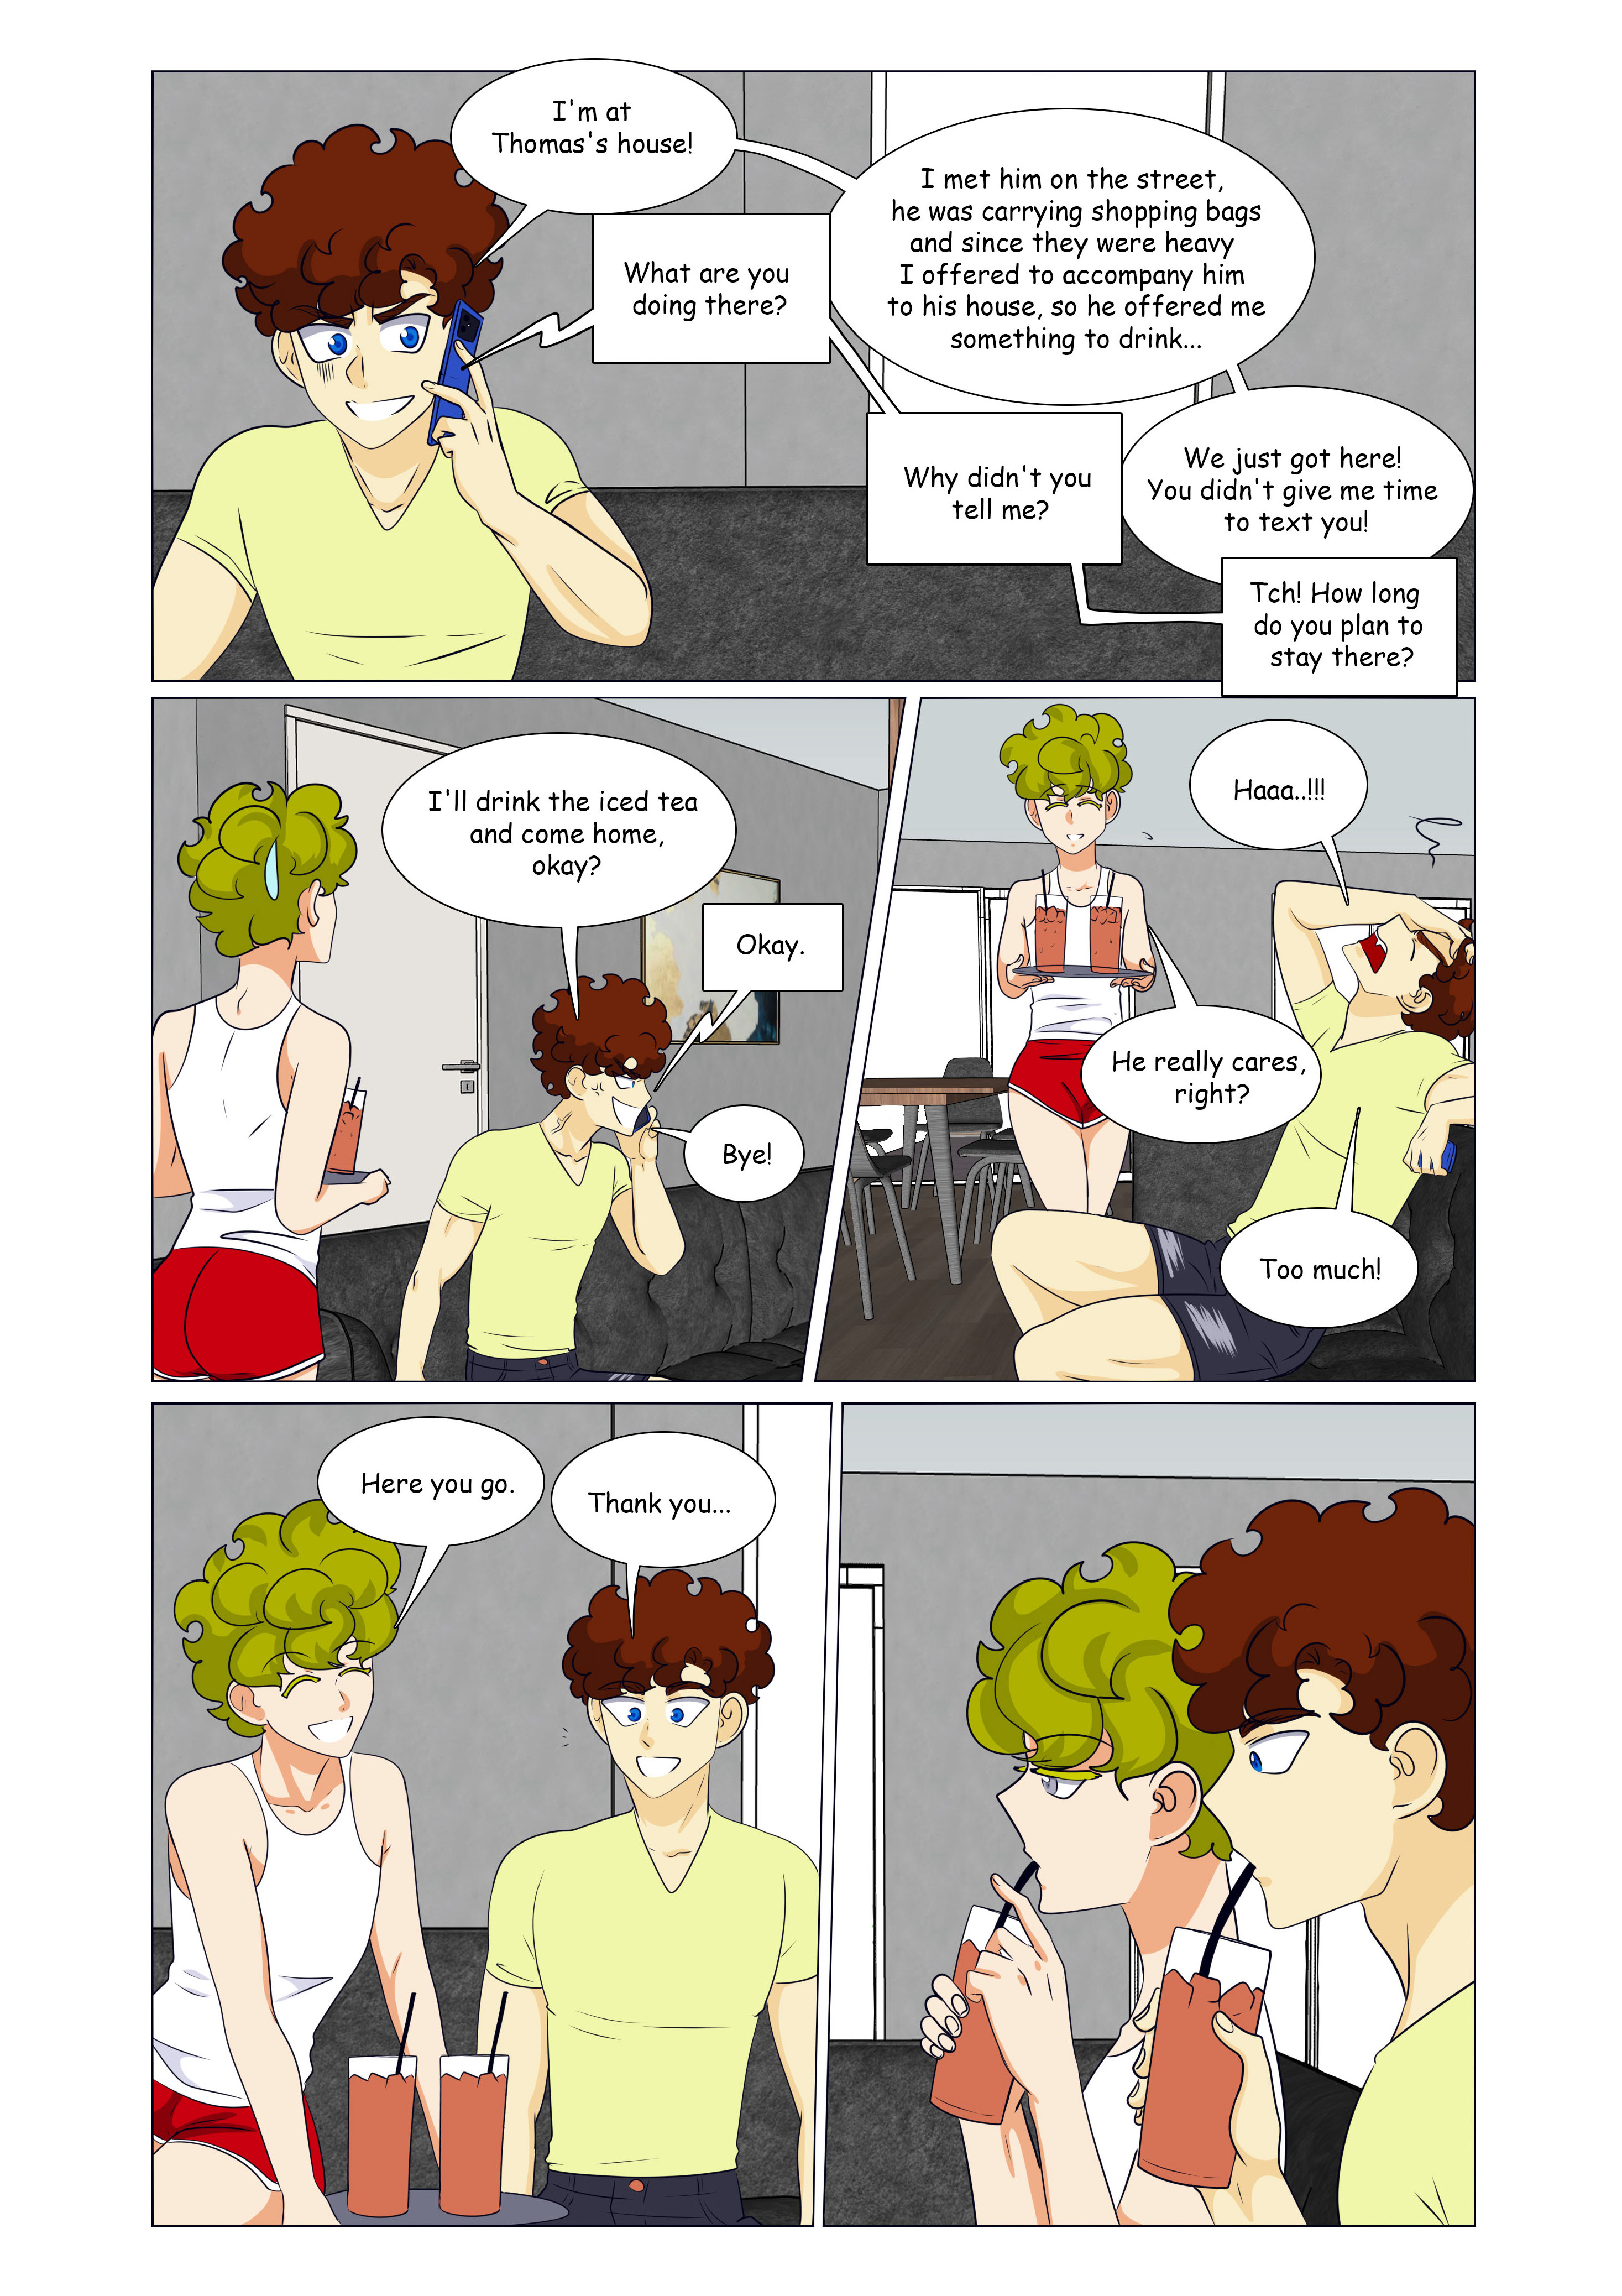 I'm at
Thomas's house!
What are you
doing there?
I met him on the street,
he was carrying shopping bags
and since they were heavy
I offered to accompany him
to his house, so he offered me
something to drink...
Why didn't you
tell me?
We just got here!
You didn't give me time
to text you!
Tch! How long
do you plan to
stay there?
I'll drink the iced tea
and come home,
okay?
Okay.
Bye!
Haaa..!!!
He really cares,
right?
Too much!
Here you go.
Thank you...